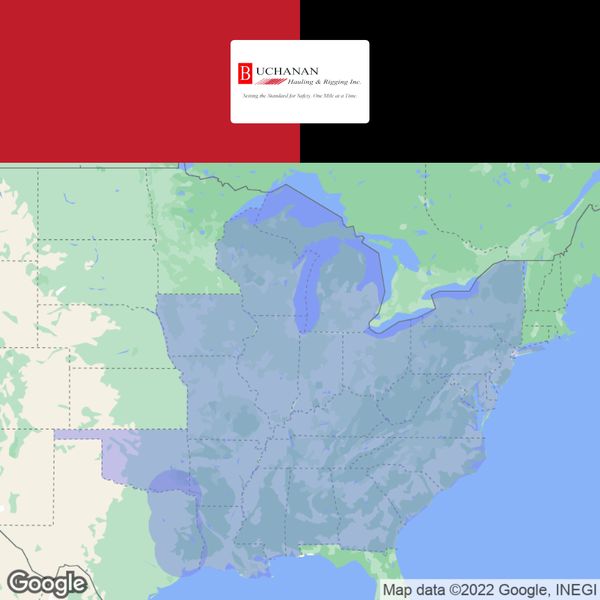 BUCHANAN
Hauling & Rigging Inc.
Setting the Standard for Safety. One Mile at a Time.
Google
Map data ©2022 Google, INEGI